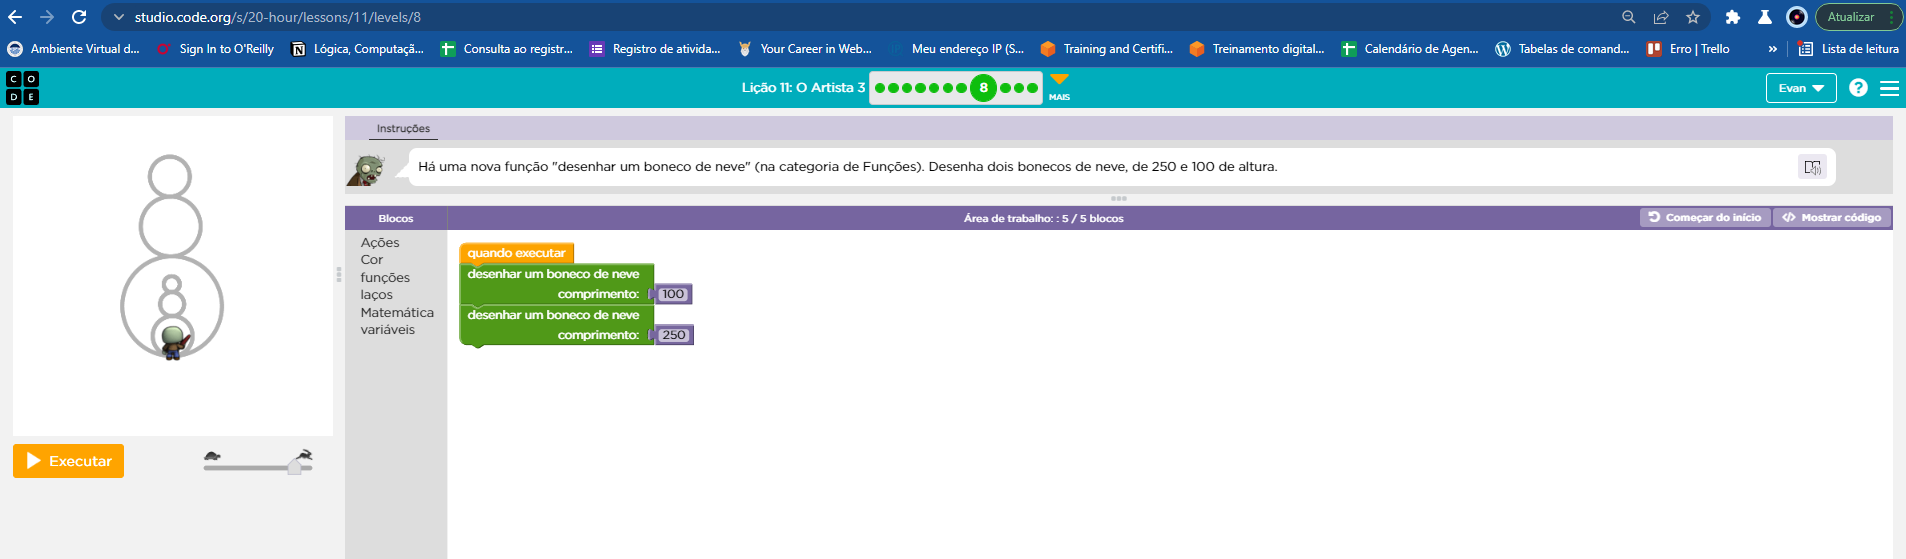 studio.code.org/s/20-hour/lessons/11/levels/8
Atualizar
Ambiente Virtual d... Sign In to O'Reilly Lógica, Computaçã... Consulta ao registr... Registro de ativida... Your Career in Web... Meu endereço IP (S... Training and Certifi... Treinamento digital... Calendário de Agen... Tabelas de comand... Erro | Trello » Lista de leitura
C O
D E
Lição 11: O Artista 3
8
MAIS
Evan
?
Instruções
Há uma nova função "desenhar um boneco de neve" (na categoria de Funções). Desenha dois bonecos de neve, de 250 e 100 de altura.
Blocos
Área de trabalho: : 5 / 5 blocos
Começar do início
Mostrar código
Ações
Cor
funções
laços
Matemática
variáveis
quando executar
desenhar um boneco de neve
comprimento: 100
desenhar um boneco de neve
comprimento: 250
Executar